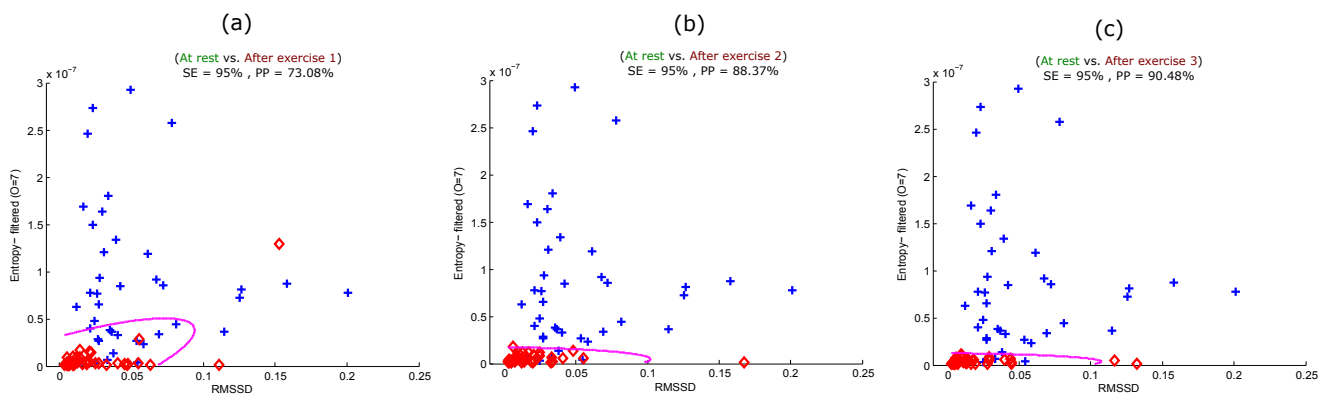 (a)
(At rest vs. After exercise 1)
SE = 95% , PP = 73.08%
x 10⁻⁷
3
2.5
2
1.5
1
0.5
0
Entropy− filtered (O=7)
0 0.05 0.1 0.15 0.2 0.25
RMSSD
(b)
(At rest vs. After exercise 2)
SE = 95% , PP = 88.37%
x 10⁻⁷
3
2.5
2
1.5
1
0.5
0
Entropy− filtered (O=7)
0 0.05 0.1 0.15 0.2 0.25
RMSSD
(c)
(At rest vs. After exercise 3)
SE = 95% , PP = 90.48%
x 10⁻⁷
3
2.5
2
1.5
1
0.5
0
Entropy− filtered (O=7)
0 0.05 0.1 0.15 0.2 0.25
RMSSD